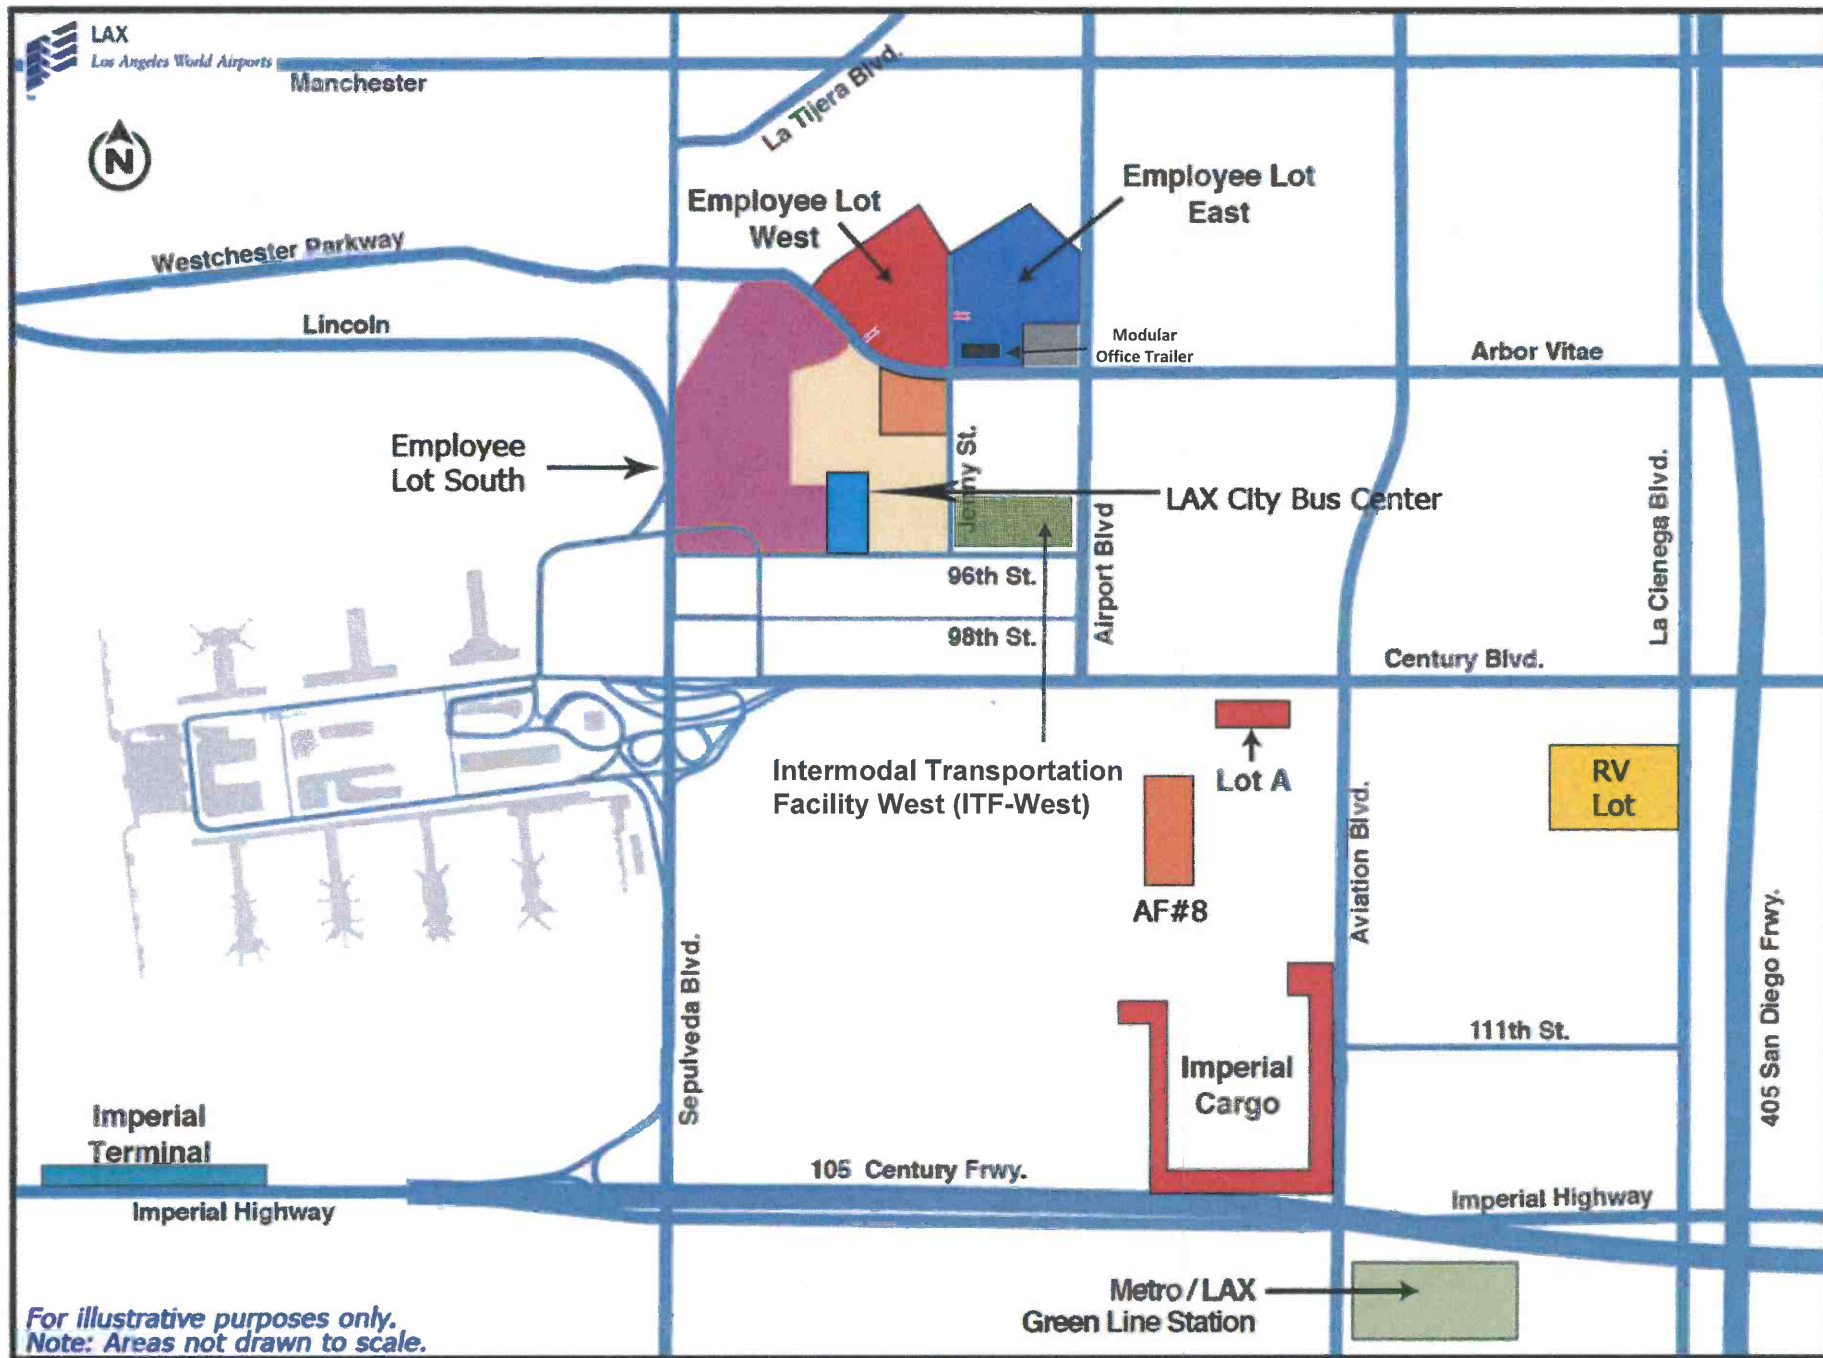 LAX
Los Angeles World Airports
Manchester
La Tijera Blvd.
N
Employee Lot
West
Employee Lot
East
Westchester Parkway
Lincoln
Modular
Office Trailer
Arbor Vitae
Employee
Lot South
Jenny St.
LAX City Bus Center
Airport Blvd
La Cienega Blvd.
96th St.
98th St.
Century Blvd.
Intermodal Transportation
Facility West (ITF-West)
Lot A
RV
Lot
AF#8
Aviation Blvd.
Sepulveda Blvd.
405 San Diego Frwy.
111th St.
Imperial
Cargo
Imperial
Terminal
105 Century Frwy.
Imperial Highway
Imperial Highway
Metro / LAX
Green Line Station
For illustrative purposes only.
Note: Areas not drawn to scale.